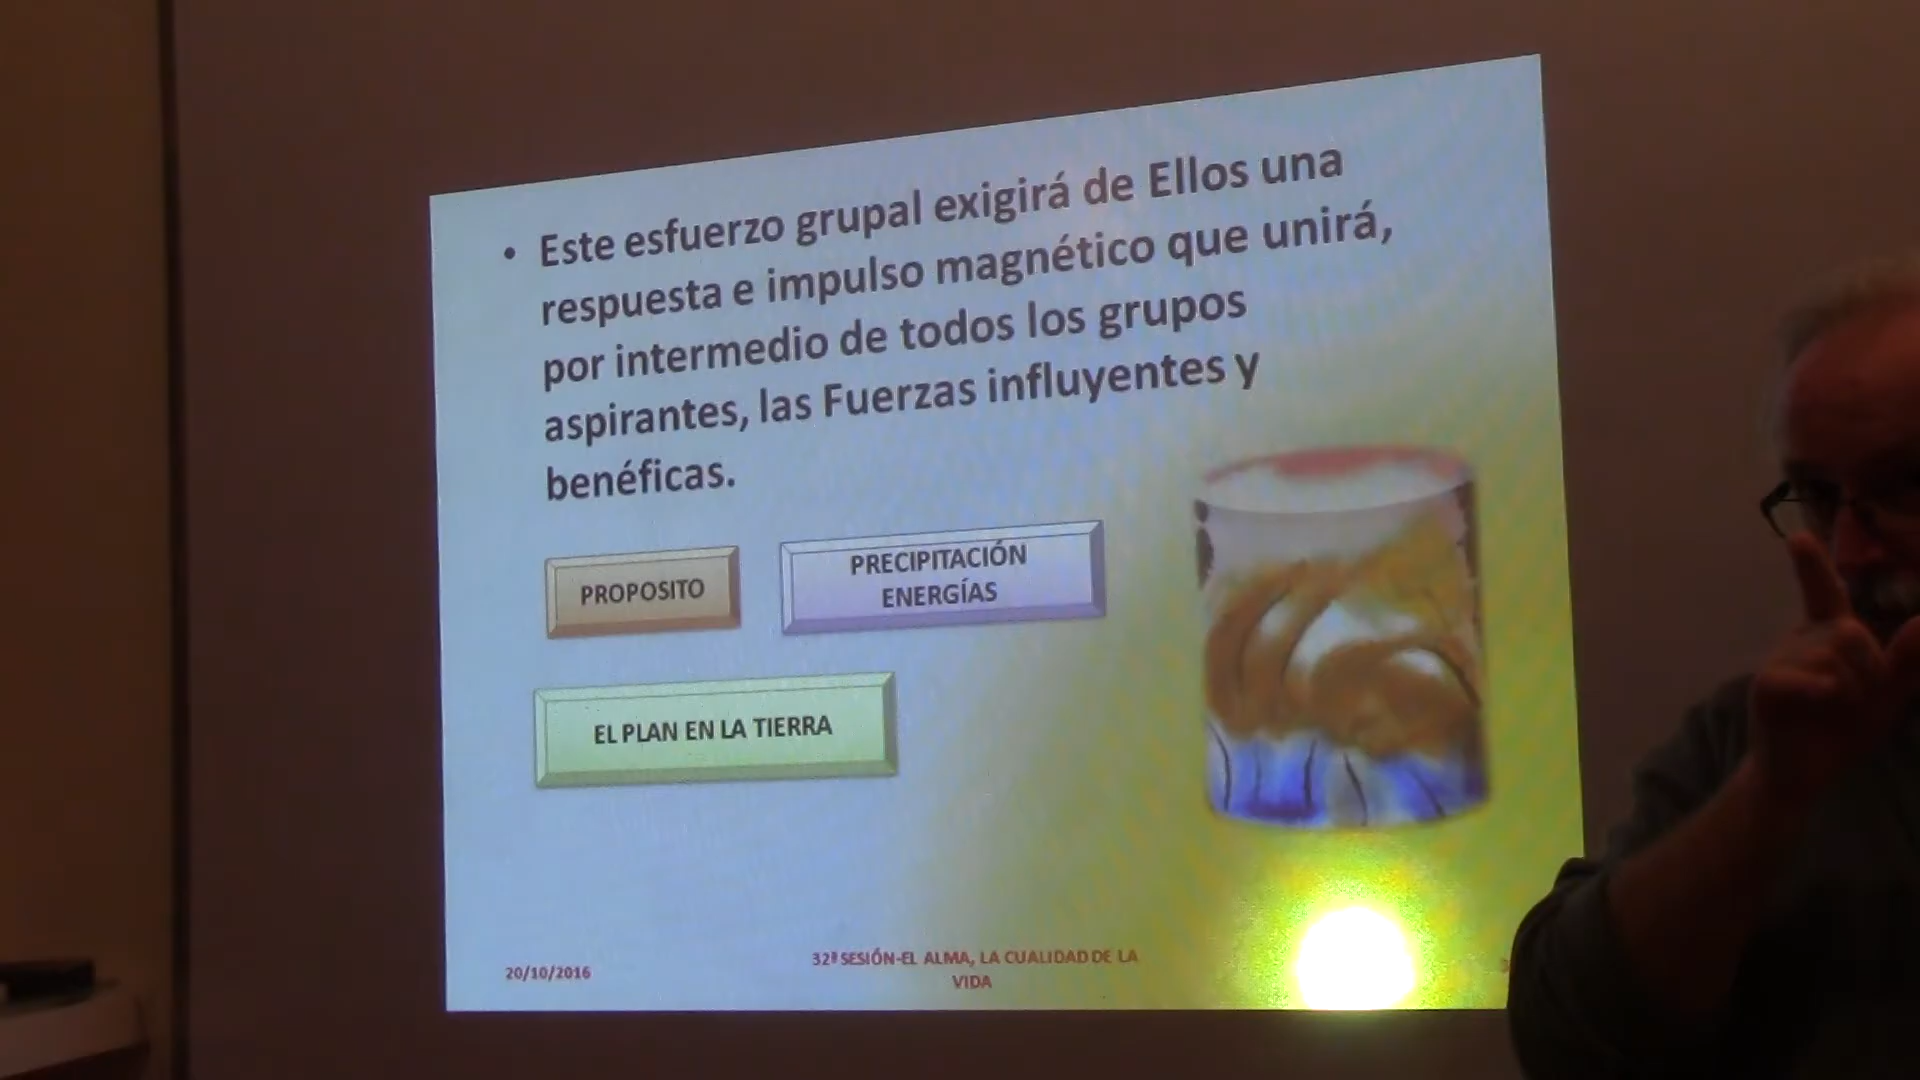 • Este esfuerzo grupal exigirá de Ellos una
respuesta e impulso magnético que unirá,
por intermedio de todos los grupos
aspirantes, las Fuerzas influyentes y
benéficas.
PROPOSITO
PRECIPITACIÓN
ENERGÍAS
EL PLAN EN LA TIERRA
20/10/2016
32ª SESIÓN-EL ALMA, LA CUALIDAD DE LA
VIDA